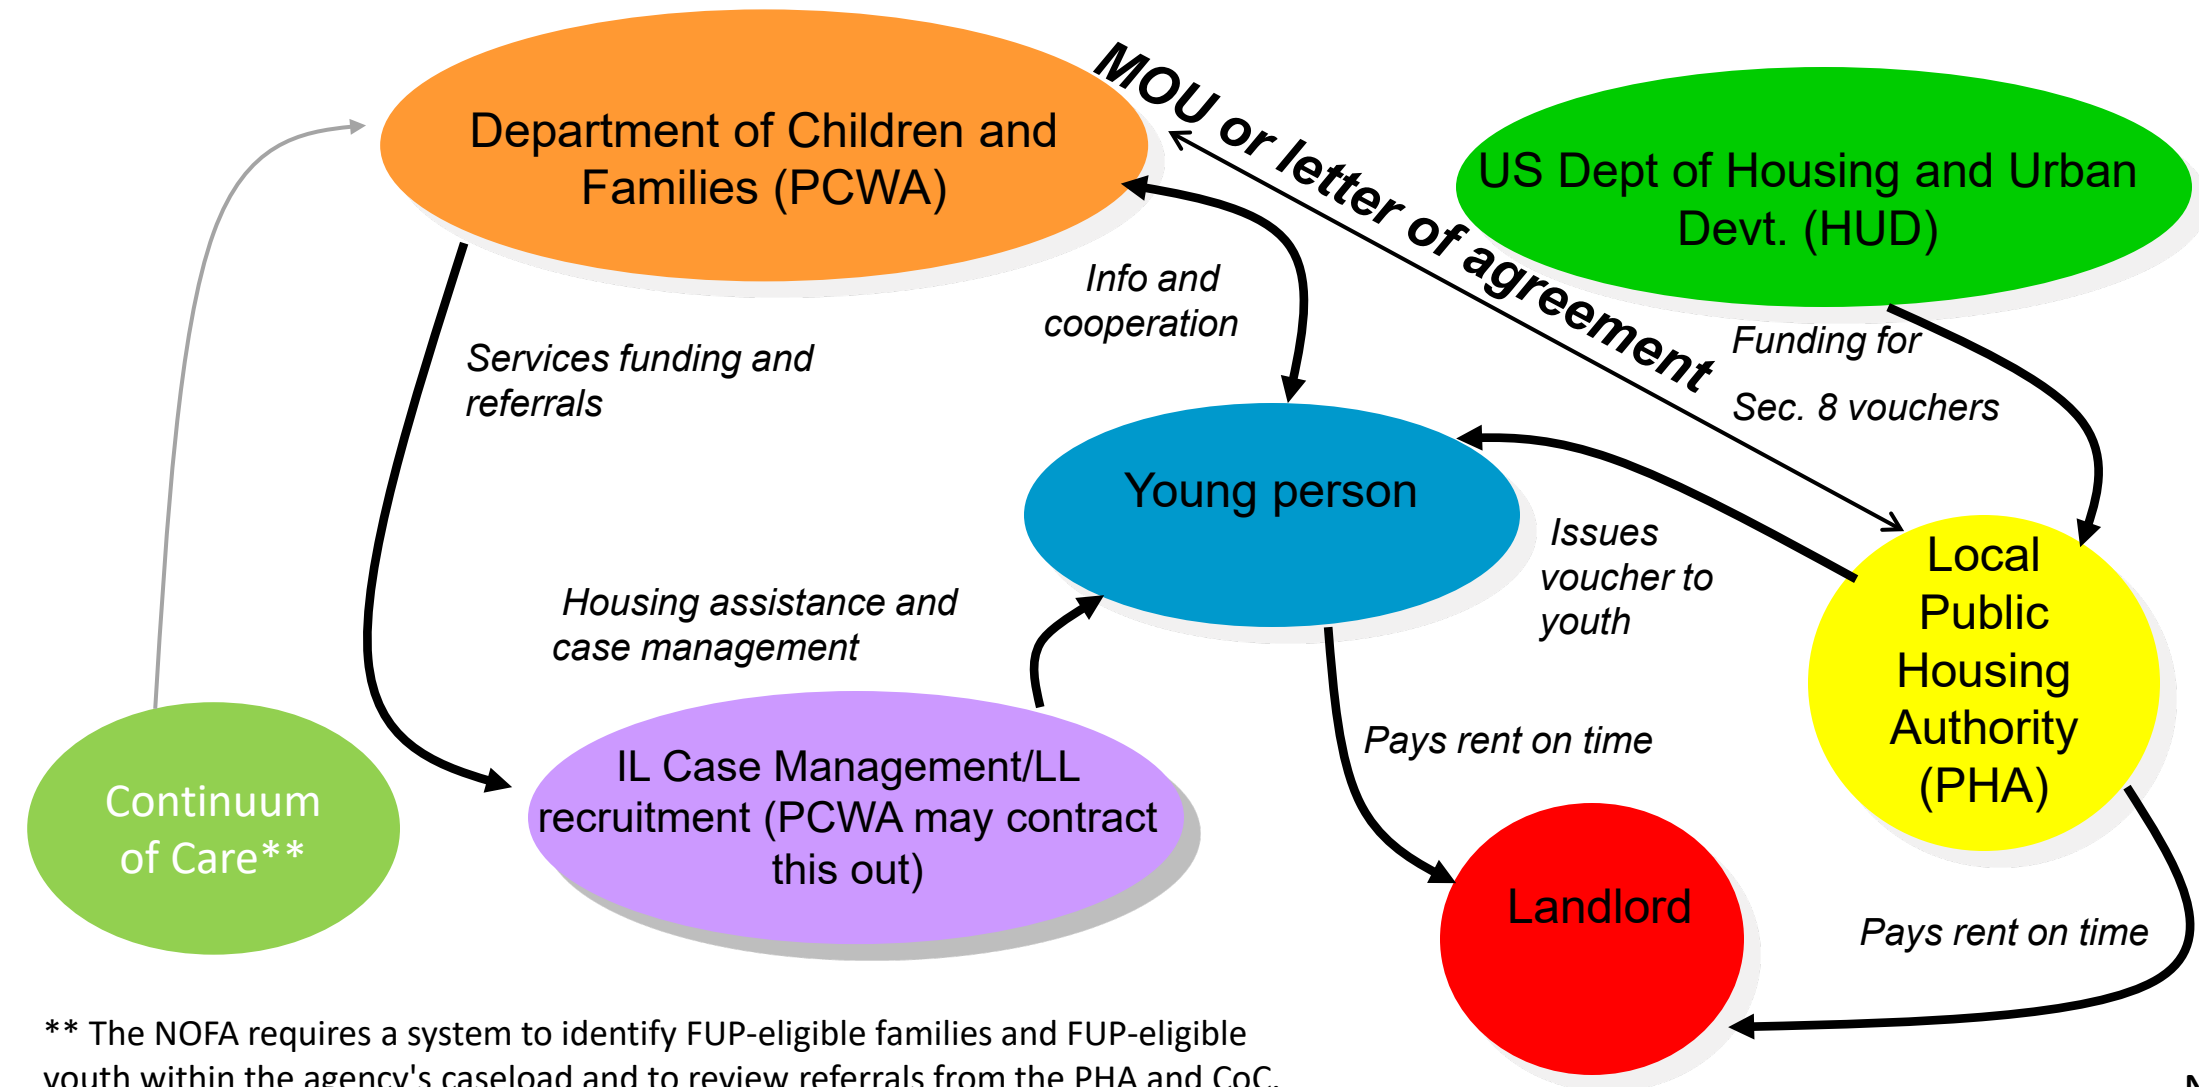 Department of Children and
Families (PCWA)
MOU or letter of agreement
US Dept of Housing and Urban
Devt. (HUD)
Info and
cooperation
Services funding and
referrals
Funding for
Sec. 8 vouchers
Young person
Issues
voucher to
youth
Local
Public
Housing
Authority
(PHA)
Housing assistance and
case management
Pays rent on time
IL Case Management/LL
recruitment (PCWA may contract
this out)
Continuum
of Care**
Landlord
Pays rent on time
** The NOFA requires a system to identify FUP-eligible families and FUP-eligible
youth within the agency's caseload and to review referrals from the PHA and CoC.